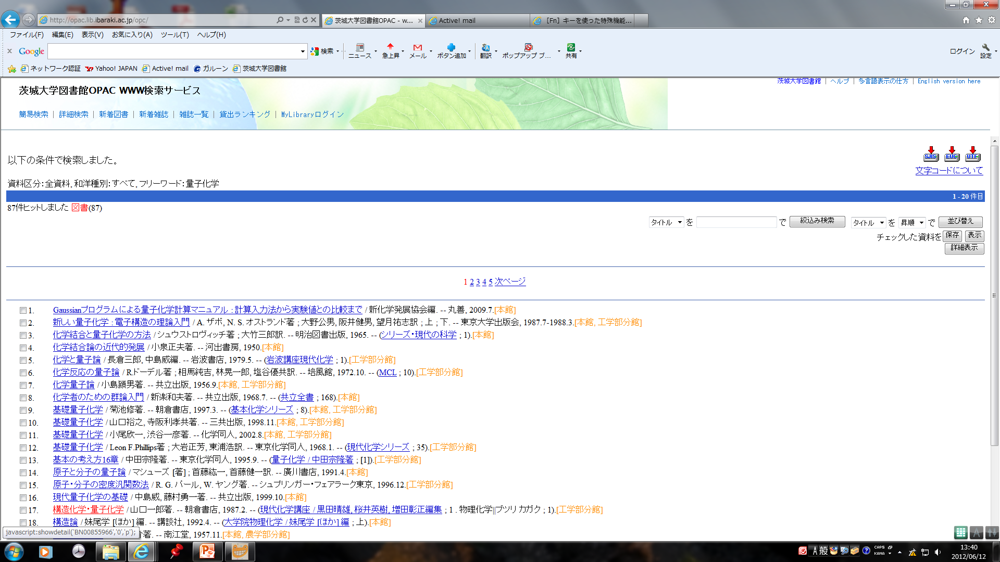 http://opac.lib.ibaraki.ac.jp/opc/
茨城大学図書館OPAC - w...
Active! mail
[Fn] キーを使った特殊機能...
ファイル(F) 編集(E) 表示(V) お気に入り(A) ツール(T) ヘルプ(H)
Google 検索 ニュース 急上昇 メール ボタン追加 翻訳 ポップアップ ブ... 共有 ログイン 設定
ネットワーク認証 Yahoo! JAPAN Active! mail ガルーン 茨城大学図書館
茨城大学図書館 | ヘルプ | 多言語表示の仕方 | English version here
茨城大学図書館OPAC WWW検索サービス
簡易検索 | 詳細検索 | 新着図書 | 新着雑誌 | 雑誌一覧 | 貸出ランキング | MyLibraryログイン
以下の条件で検索しました。
SJIS EUC UTF
文字コードについて
資料区分:全資料, 和洋種別:すべて, フリーワード:量子化学
1 - 20 件目
87件ヒットしました 図書(87)
タイトル を で 絞込み検索 タイトル を 昇順 で 並び替え
チェックした資料を 保存 表示
詳細表示
1 2 3 4 5 次ページ
1. Gaussianプログラムによる量子化学計算マニュアル : 計算入力法から実験値との比較まで / 新化学発展協会編. -- 丸善, 2009.7.[本館]
2. 新しい量子化学 : 電子構造の理論入門 / A. ザボ, N. S. オストランド著 ; 大野公男, 阪井健男, 望月祐志訳 ; 上 ; 下. -- 東京大学出版会, 1987.7-1988.3.[本館, 工学部分館]
3. 化学結合と量子化学の方法 / シュウストロヴィッチ著 ; 大竹三郎訳. -- 明治図書出版, 1965. -- (シリーズ・現代の科学 ; 1).[本館]
4. 化学結合論の近代的発展 / 小泉正夫著. -- 河出書房, 1950.[本館]
5. 化学と量子論 / 長倉三郎, 中島威編. -- 岩波書店, 1979.5. -- (岩波講座現代化学 ; 1).[工学部分館]
6. 化学反応の量子論 / R.ドーデル著 ; 相馬純吉, 林晃一郎, 塩谷優共訳. -- 培風館, 1972.10. -- (MCL ; 10).[工学部分館]
7. 化学量子論 / 小島穎男著. -- 共立出版, 1956.9.[本館, 工学部分館]
8. 化学者のための群論入門 / 新楽和夫著. -- 共立出版, 1968.7. -- (共立全書 ; 168).[本館]
9. 基礎量子化学 / 菊池修著. -- 朝倉書店, 1997.3. -- (基本化学シリーズ ; 8).[本館, 工学部分館]
10. 基礎量子化学 / 山口裕之, 寺阪利孝共著. -- 三共出版, 1998.11.[本館, 工学部分館]
11. 基礎量子化学 / 小尾欣一, 渋谷一彦著. -- 化学同人, 2002.8.[本館, 工学部分館]
12. 基礎量子化学 / Leon F.Phillips著 ; 大岩正芳, 東浦浩訳. -- 東京化学同人, 1968.1. -- (現代化学シリーズ ; 35).[工学部分館]
13. 基本の考え方16章 / 中田宗隆著. -- 東京化学同人, 1995.9. -- (量子化学 / 中田宗隆著 ; [1]).[工学部分館]
14. 原子と分子の量子論 / マシューズ [著] ; 首藤紘一, 首藤健一訳. -- 廣川書店, 1991.4.[本館]
15. 原子・分子の密度汎関数法 / R. G. パール, W. ヤング著. -- シュプリンガー・フェアラーク東京, 1996.12.[工学部分館]
16. 現代量子化学の基礎 / 中島威, 藤村勇一著. -- 共立出版, 1999.10.[本館]
17. 構造化学・量子化学 / 山口一郎著. -- 朝倉書店, 1987.2. -- (現代化学講座 / 黒田晴雄, 桜井英樹, 増田彰正編集 ; 1 . 物理化学||ブツリ カガク ; 1).[工学部分館]
18. 構造論 / 妹尾学 [ほか] 編. -- 講談社, 1992.4. -- (大学院物理化学 / 妹尾学 [ほか] 編 ; 上).[本館]
著. -- 南江堂, 1957.11.[本館, 農学部分館]
javascript:showdetail('BN00855966','0','p');
A 般 CAPS KANA
13:40
2012/06/12